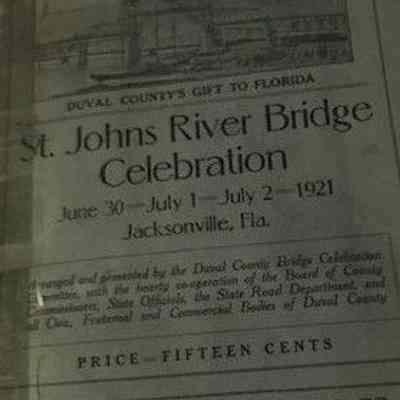 DUVAL COUNTY'S GIFT TO FLORIDA
St. Johns River Bridge
Celebration
June 30—July 1—July 2—1921
Jacksonville, Fla.
Arranged and presented by the Duval County Bridge Celebration
Committee, with the hearty co-operation of the Board of County
Commissioners, State Officials, the State Road Department, and
all Civic, Fraternal and Commercial Bodies of Duval County
PRICE—FIFTEEN CENTS